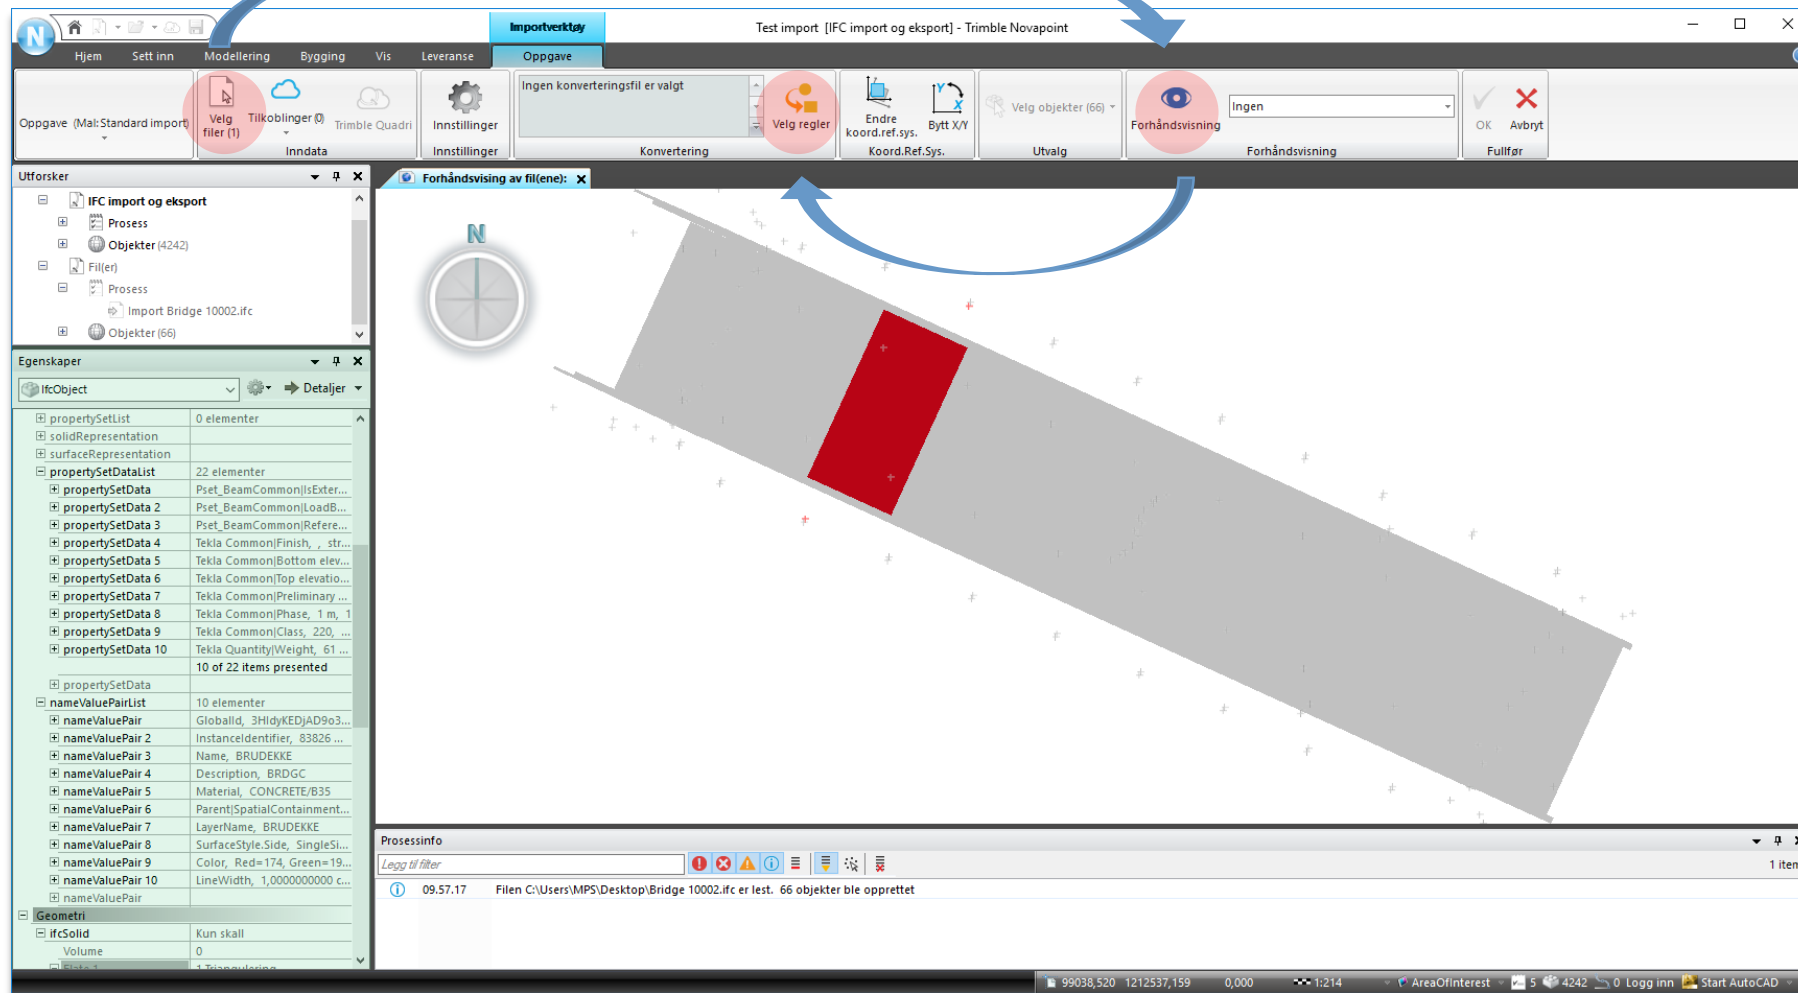 N
Importverktøy
Test import [IFC import og eksport] - Trimble Novapoint
Hjem Sett inn Modellering Bygging Vis Leveranse Oppgave
Oppgave (Mal:Standard import)
Velg filer (1)
Tilkoblinger (0)
Trimble Quadri
Inndata
Innstillinger
Innstillinger
Ingen konverteringsfil er valgt
Velg regler
Konvertering
Endre koord.ref.sys.
Bytt X/Y
Koord.Ref.Sys.
Velg objekter (66)
Utvalg
Forhåndsvisning
Ingen
Forhåndsvisning
OK Avbryt
Fullfør
Utforsker
IFC import og eksport
Prosess
Objekter (4242)
Fil(er)
Prosess
Import Bridge 10002.ifc
Objekter (66)
Egenskaper
IfcObject
Detaljer
propertySetList 0 elementer
solidRepresentation
surfaceRepresentation
propertySetDataList 22 elementer
propertySetData Pset_BeamCommon|IsExter...
propertySetData 2 Pset_BeamCommon|LoadB...
propertySetData 3 Pset_BeamCommon|Refere...
propertySetData 4 Tekla Common|Finish, , str...
propertySetData 5 Tekla Common|Bottom elev...
propertySetData 6 Tekla Common|Top elevatio...
propertySetData 7 Tekla Common|Preliminary ...
propertySetData 8 Tekla Common|Phase, 1 m, 1
propertySetData 9 Tekla Common|Class, 220, ...
propertySetData 10 Tekla Quantity|Weight, 61 ...
10 of 22 items presented
propertySetData
nameValuePairList 10 elementer
nameValuePair GlobalId, 3HIdyKEDjAD9o3...
nameValuePair 2 InstanceIdentifier, 83826 ...
nameValuePair 3 Name, BRUDEKKE
nameValuePair 4 Description, BRDGC
nameValuePair 5 Material, CONCRETE/B35
nameValuePair 6 Parent|SpatialContainment...
nameValuePair 7 LayerName, BRUDEKKE
nameValuePair 8 SurfaceStyle.Side, SingleSi...
nameValuePair 9 Color, Red=174, Green=19...
nameValuePair 10 LineWidth, 1,0000000000 c...
nameValuePair
Geometri
ifcSolid Kun skall
Volume 0
Forhåndsvising av fil(ene):
N
Prosessinfo
Legg til filter
1 item
09.57.17 Filen C:\Users\MPS\Desktop\Bridge 10002.ifc er lest. 66 objekter ble opprettet
99038,520 1212537,159 0,000 1:214 AreaOfInterest 5 4242 0 Logg inn Start AutoCAD